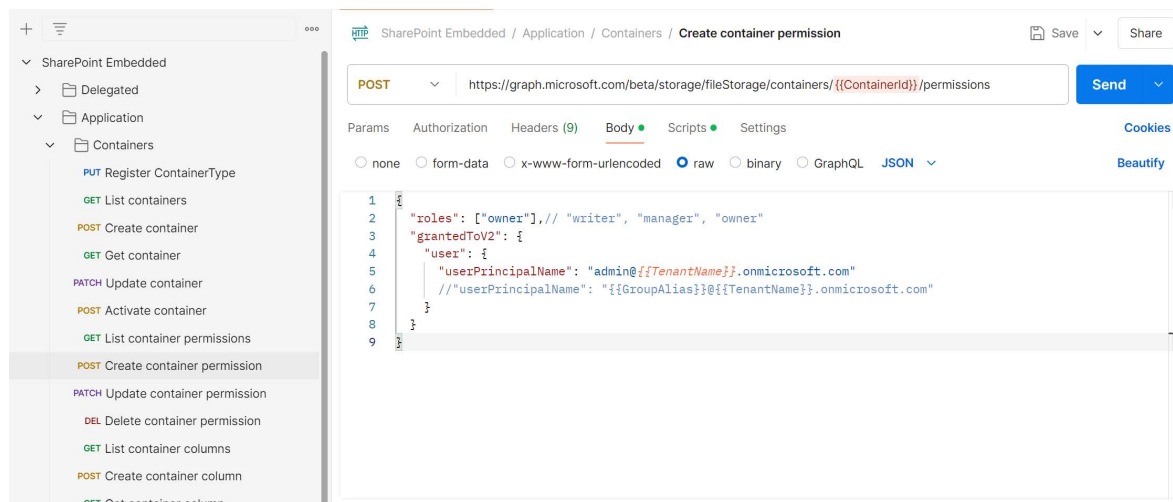 SharePoint Embedded
Delegated
Application
Containers
PUT Register ContainerType
GET List containers
POST Create container
GET Get container
PATCH Update container
POST Activate container
GET List container permissions
POST Create container permission
PATCH Update container permission
DEL Delete container permission
GET List container columns
POST Create container column
GET Get container column
HTTP SharePoint Embedded / Application / Containers / Create container permission
Save
Share
POST https://graph.microsoft.com/beta/storage/fileStorage/containers/{{ContainerId}}/permissions
Send
Params Authorization Headers (9) Body Scripts Settings Cookies
none form-data x-www-form-urlencoded raw binary GraphQL JSON Beautify
1 {
2 "roles": ["owner"],// "writer", "manager", "owner"
3 "grantedToV2": {
4 "user": {
5 "userPrincipalName": "admin@{{TenantName}}.onmicrosoft.com"
6 //"userPrincipalName": "{{GroupAlias}}@{{TenantName}}.onmicrosoft.com"
7 }
8 }
9 }